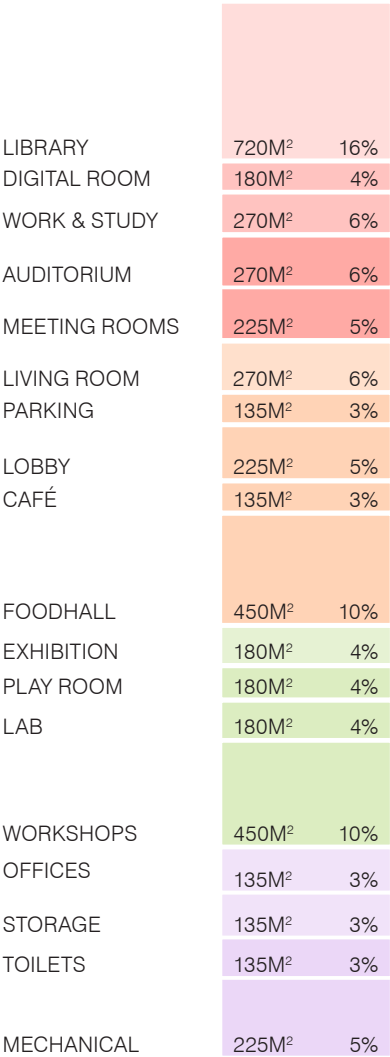 LIBRARY 720M² 16%
DIGITAL ROOM 180M² 4%
WORK & STUDY 270M² 6%
AUDITORIUM 270M² 6%
MEETING ROOMS 225M² 5%
LIVING ROOM 270M² 6%
PARKING 135M² 3%
LOBBY 225M² 5%
CAFÉ 135M² 3%
FOODHALL 450M² 10%
EXHIBITION 180M² 4%
PLAY ROOM 180M² 4%
LAB 180M² 4%
WORKSHOPS 450M² 10%
OFFICES 135M² 3%
STORAGE 135M² 3%
TOILETS 135M² 3%
MECHANICAL 225M² 5%